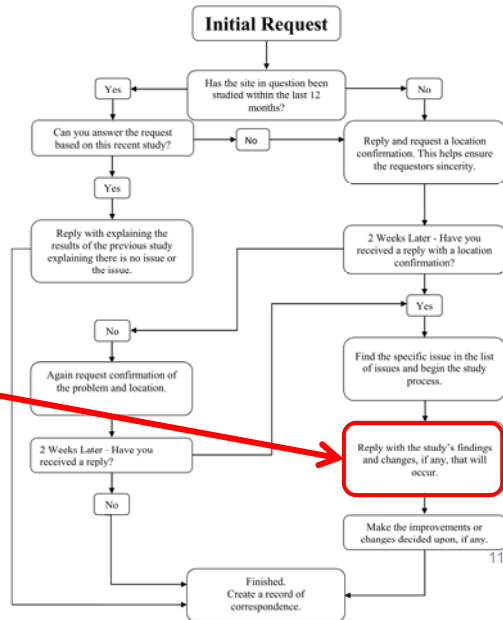 Initial Request
Has the site in question been
studied within the last 12
months?
Yes
No
Can you answer the request
based on this recent study?
No
Reply and request a location
confirmation. This helps ensure
the requestors sincerity.
Yes
Reply with explaining the
results of the previous study
explaining there is no issue or
the issue.
2 Weeks Later - Have you
received a reply with a location
confirmation?
No
Yes
Again request confirmation of
the problem and location.
Find the specific issue in the list
of issues and begin the study
process.
2 Weeks Later - Have you
received a reply?
Reply with the study's findings
and changes, if any, that will
occur.
No
Make the improvements or
changes decided upon, if any.
11
Finished.
Create a record of
correspondence.